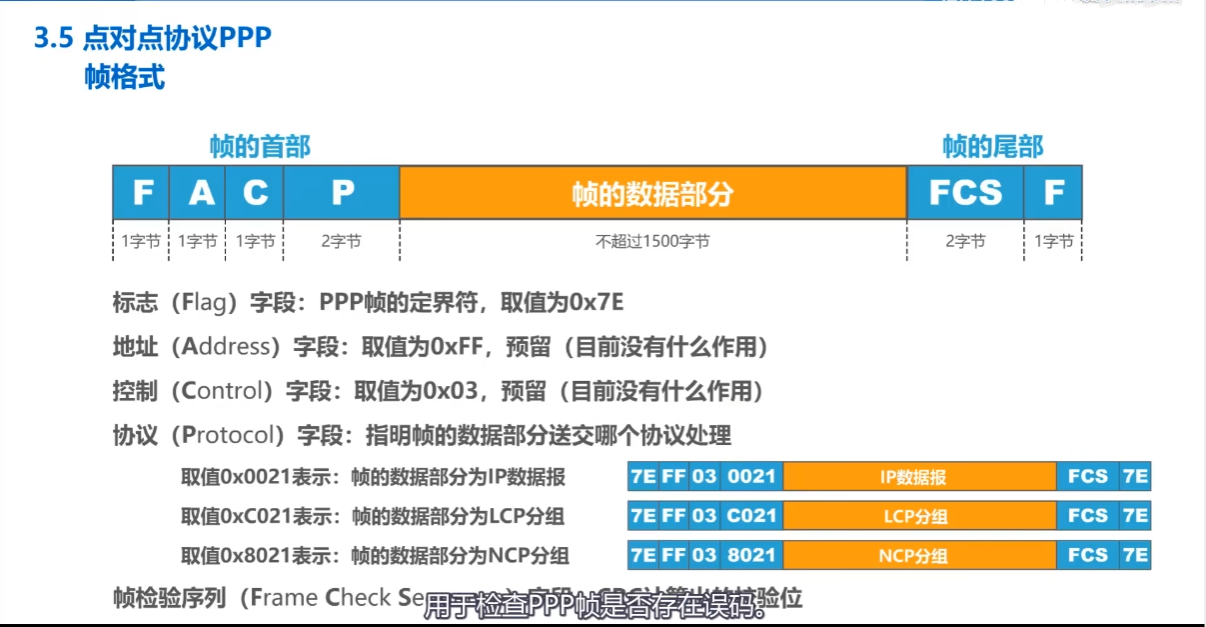 3.5 点对点协议PPP
帧格式
帧的首部 帧的尾部
F A C P 帧的数据部分 FCS F
1字节 1字节 1字节 2字节 不超过1500字节 2字节 1字节
标志（Flag）字段：PPP帧的定界符，取值为0x7E
地址（Address）字段：取值为0xFF，预留（目前没有什么作用）
控制（Control）字段：取值为0x03，预留（目前没有什么作用）
协议（Protocol）字段：指明帧的数据部分送交哪个协议处理
取值0x0021表示：帧的数据部分为IP数据报 7E FF 03 0021 IP数据报 FCS 7E
取值0xC021表示：帧的数据部分为LCP分组 7E FF 03 C021 LCP分组 FCS 7E
取值0x8021表示：帧的数据部分为NCP分组 7E FF 03 8021 NCP分组 FCS 7E
帧检验序列（Frame Check Se 验位
用于检查PPP帧是否存在误码。